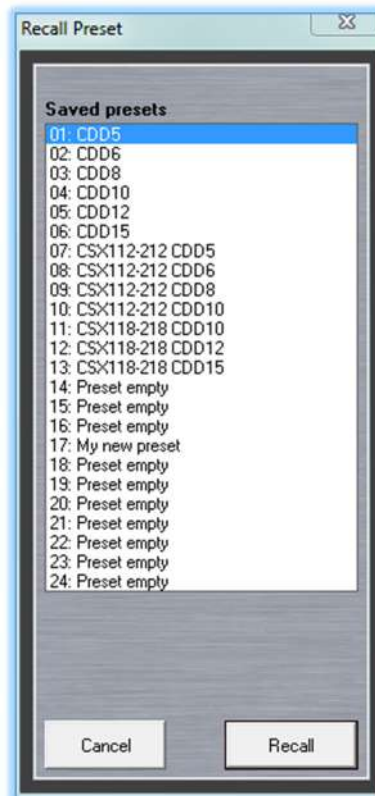 Recall Preset
Saved presets
01: CDD5
02: CDD6
03: CDD8
04: CDD10
05: CDD12
06: CDD15
07: CSX112-212 CDD5
08: CSX112-212 CDD6
09: CSX112-212 CDD8
10: CSX112-212 CDD10
11: CSX118-218 CDD10
12: CSX118-218 CDD12
13: CSX118-218 CDD15
14: Preset empty
15: Preset empty
16: Preset empty
17: My new preset
18: Preset empty
19: Preset empty
20: Preset empty
21: Preset empty
22: Preset empty
23: Preset empty
24: Preset empty
Cancel Recall